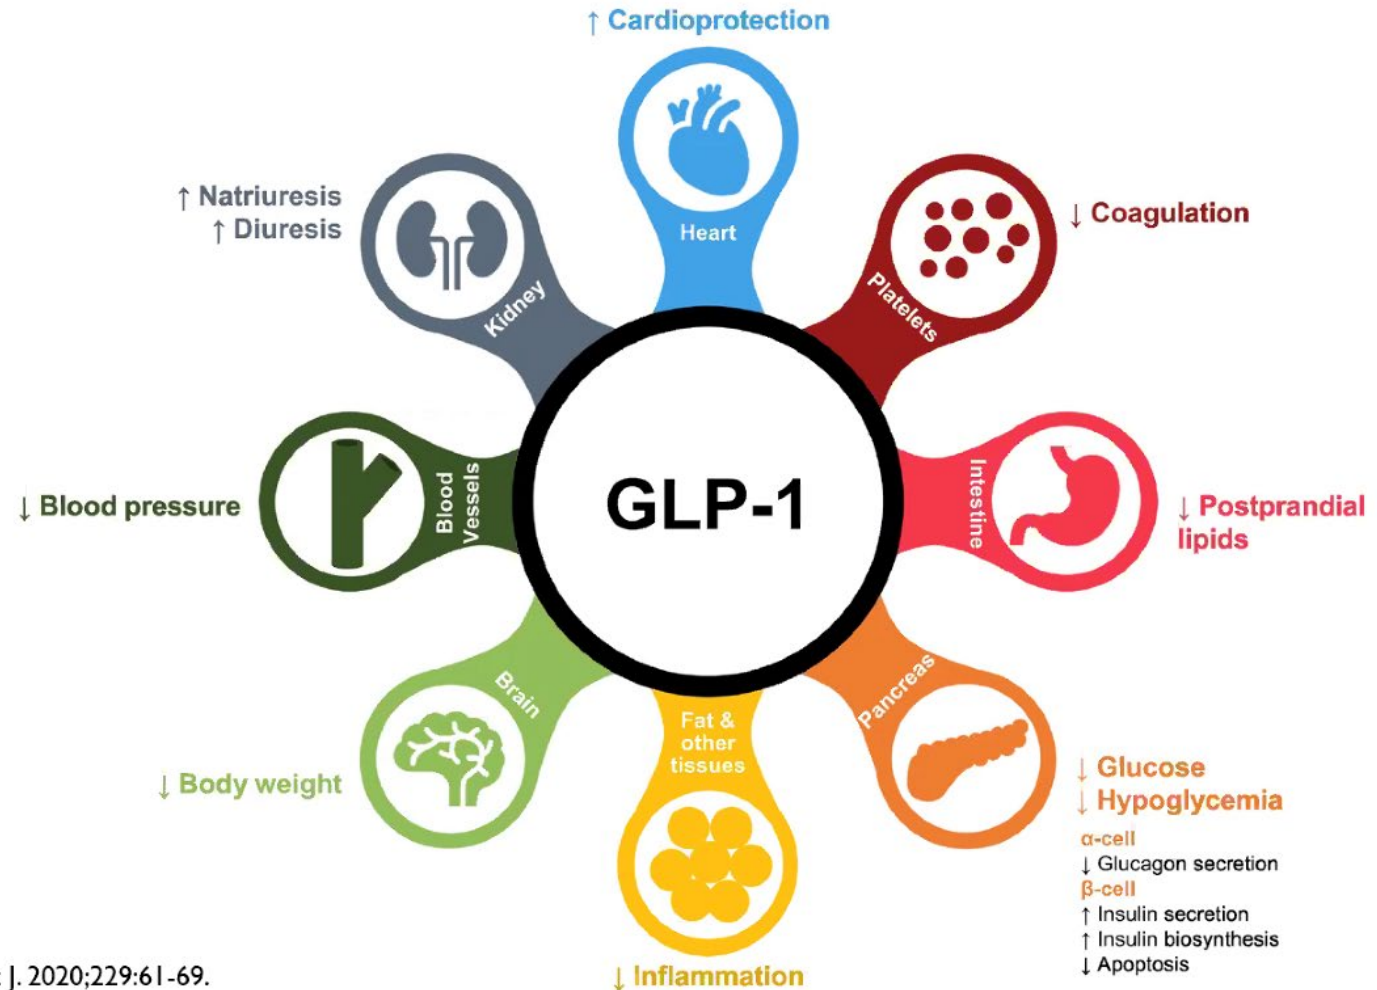 ↑ Cardioprotection
Heart
↑ Natriuresis
↑ Diuresis
Kidney
↓ Coagulation
Platelets
↓ Blood pressure
Blood
Vessels
GLP-1
Intestine
↓ Postprandial
lipids
Brain
↓ Body weight
Fat &
other
tissues
↓ Inflammation
Pancreas
↓ Glucose
↓ Hypoglycemia
α-cell
↓ Glucagon secretion
β-cell
↑ Insulin secretion
↑ Insulin biosynthesis
↓ Apoptosis
J. 2020;229:61-69.